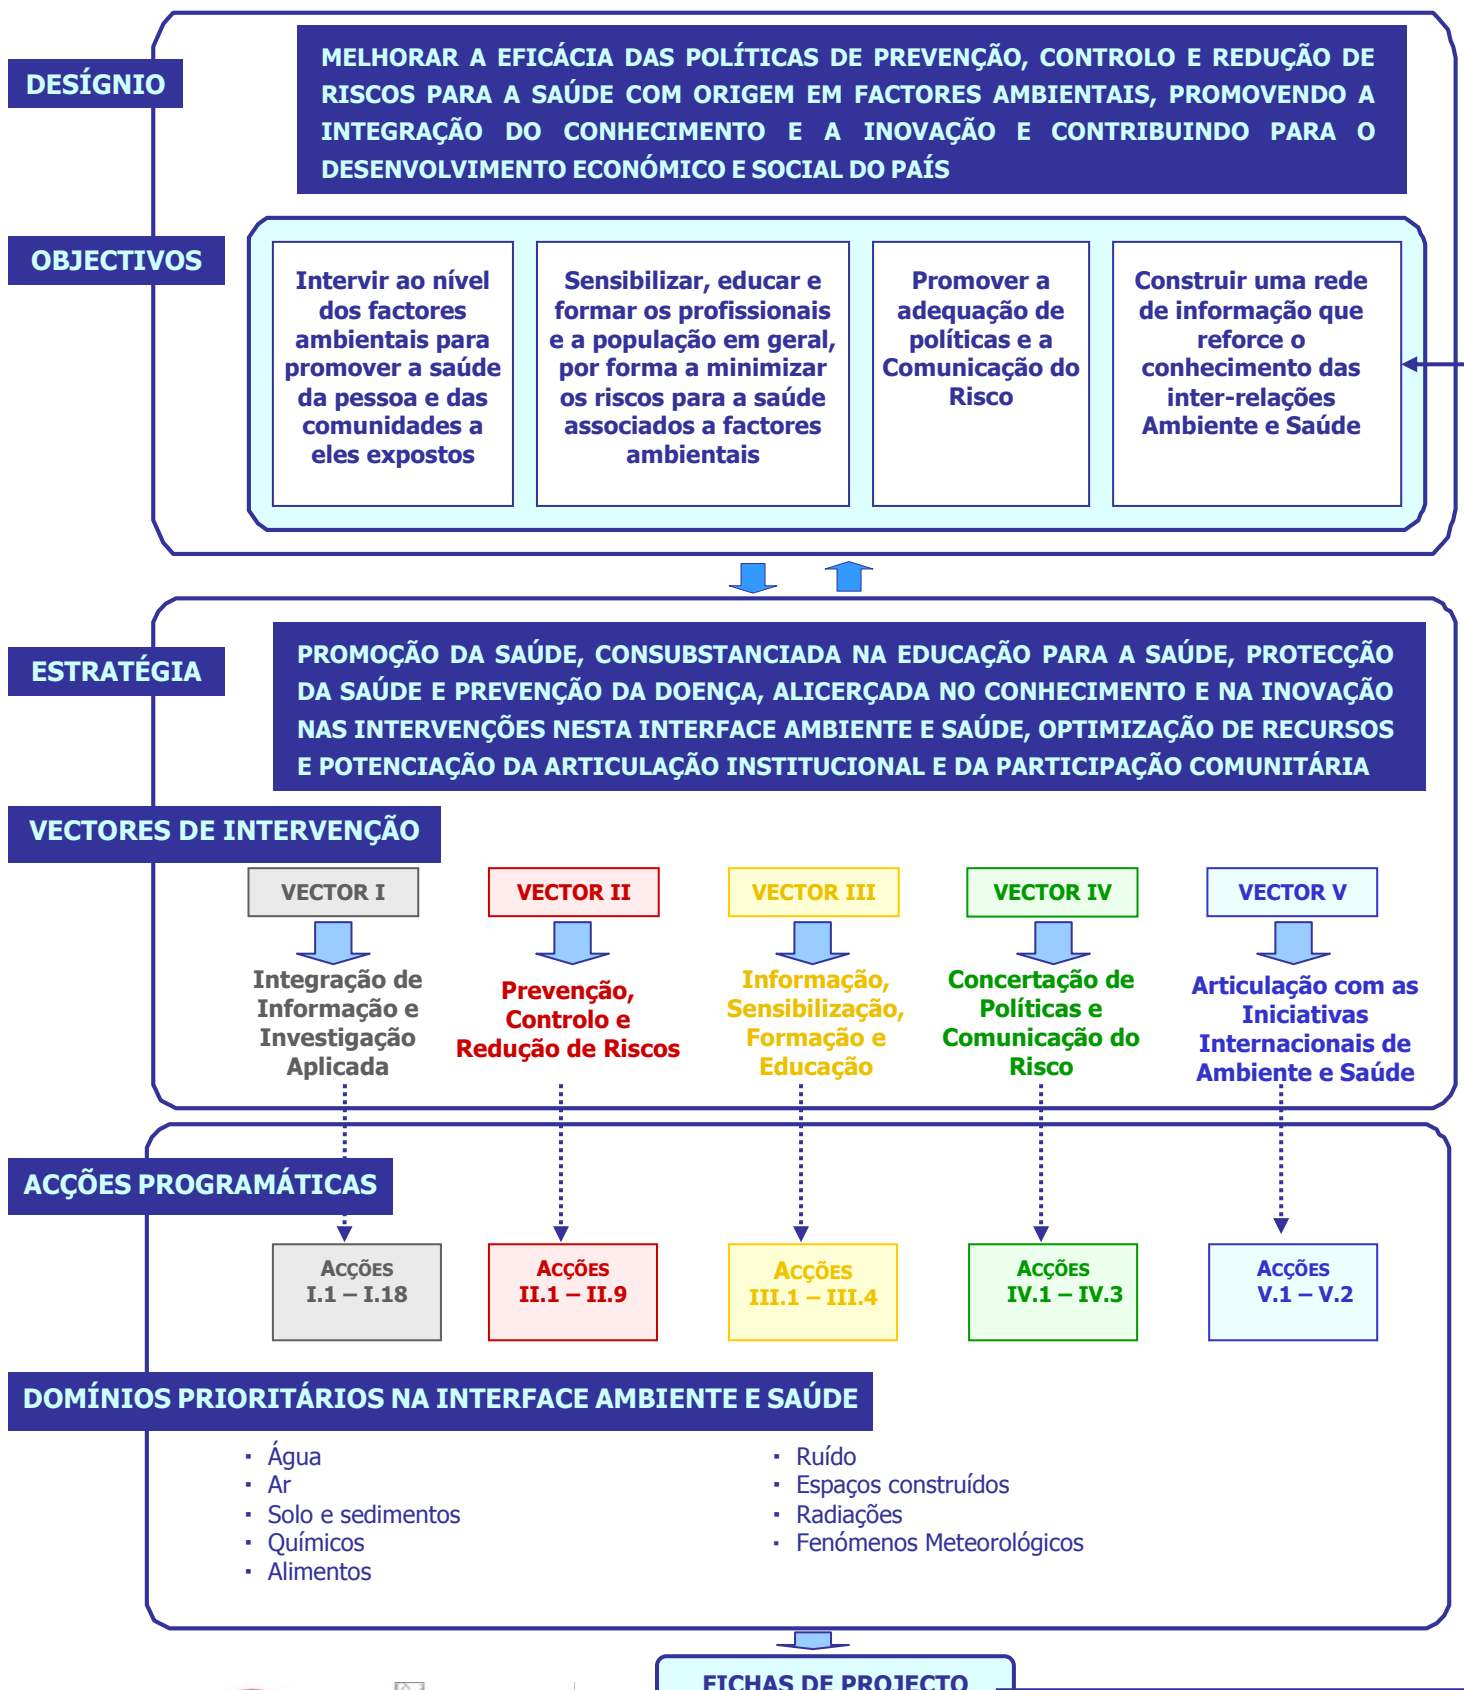 DESÍGNIO
MELHORAR A EFICÁCIA DAS POLÍTICAS DE PREVENÇÃO, CONTROLO E REDUÇÃO DE
RISCOS PARA A SAÚDE COM ORIGEM EM FACTORES AMBIENTAIS, PROMOVENDO A
INTEGRAÇÃO DO CONHECIMENTO E A INOVAÇÃO E CONTRIBUINDO PARA O
DESENVOLVIMENTO ECONÓMICO E SOCIAL DO PAÍS
OBJECTIVOS
Intervir ao nível
dos factores
ambientais para
promover a saúde
da pessoa e das
comunidades a
eles expostos
Sensibilizar, educar e
formar os profissionais
e a população em geral,
por forma a minimizar
os riscos para a saúde
associados a factores
ambientais
Promover a
adequação de
políticas e a
Comunicação do
Risco
Construir uma rede
de informação que
reforce o
conhecimento das
inter-relações
Ambiente e Saúde
ESTRATÉGIA
PROMOÇÃO DA SAÚDE, CONSUBSTANCIADA NA EDUCAÇÃO PARA A SAÚDE, PROTECÇÃO
DA SAÚDE E PREVENÇÃO DA DOENÇA, ALICERÇADA NO CONHECIMENTO E NA INOVAÇÃO
NAS INTERVENÇÕES NESTA INTERFACE AMBIENTE E SAÚDE, OPTIMIZAÇÃO DE RECURSOS
E POTENCIAÇÃO DA ARTICULAÇÃO INSTITUCIONAL E DA PARTICIPAÇÃO COMUNITÁRIA
VECTORES DE INTERVENÇÃO
VECTOR I
Integração de
Informação e
Investigação
Aplicada
VECTOR II
Prevenção,
Controlo e
Redução de Riscos
VECTOR III
Informação,
Sensibilização,
Formação e
Educação
VECTOR IV
Concertação de
Políticas e
Comunicação do
Risco
VECTOR V
Articulação com as
Iniciativas
Internacionais de
Ambiente e Saúde
ACÇÕES PROGRAMÁTICAS
ACÇÕES
I.1 – I.18
ACÇÕES
II.1 – II.9
ACÇÕES
III.1 – III.4
ACÇÕES
IV.1 – IV.3
ACÇÕES
V.1 – V.2
DOMÍNIOS PRIORITÁRIOS NA INTERFACE AMBIENTE E SAÚDE
▪ Água
▪ Ar
▪ Solo e sedimentos
▪ Químicos
▪ Alimentos
▪ Ruído
▪ Espaços construídos
▪ Radiações
▪ Fenómenos Meteorológicos
FICHAS DE PROJECTO